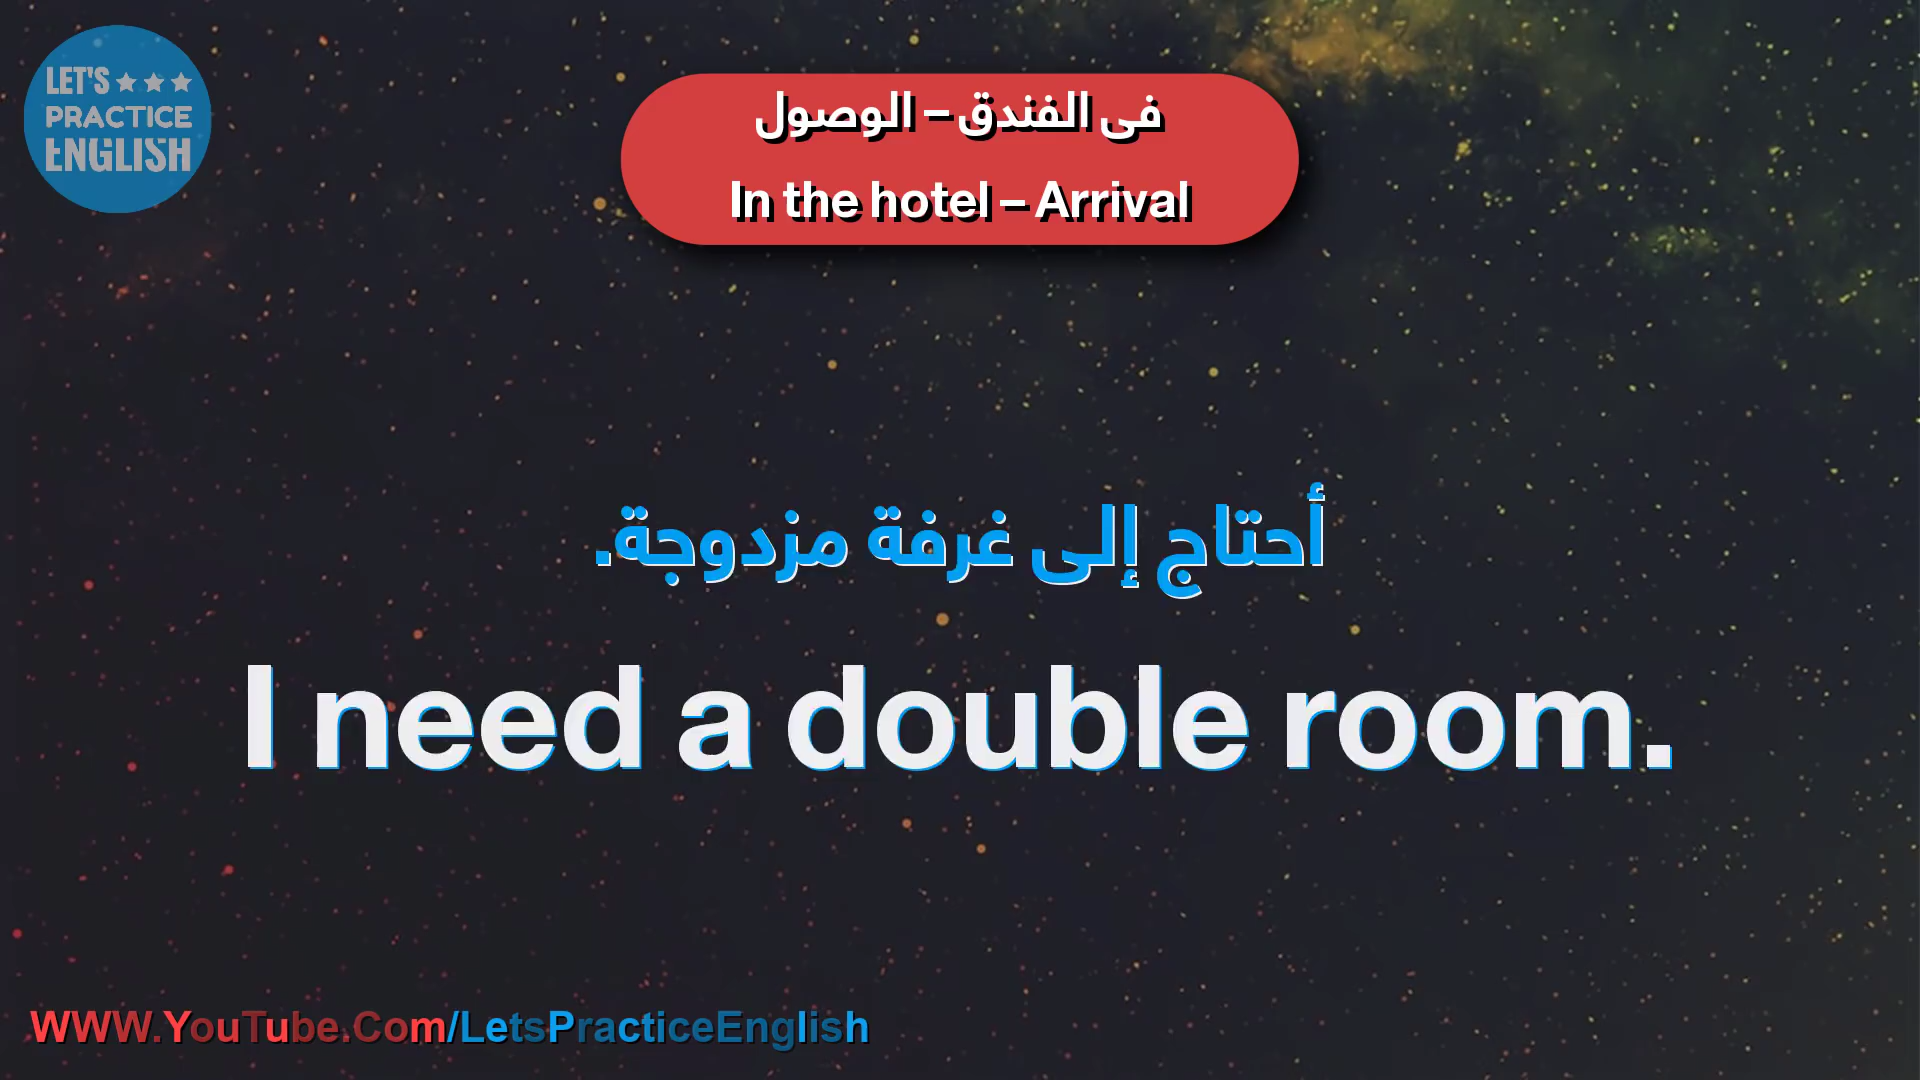 LET'S
PRACTICE
ENGLISH
فى الفندق – الوصول
In the hotel – Arrival
أحتاج إلى غرفة مزدوجة.
I need a double room.
WWW.YouTube.Com/LetsPracticeEnglish